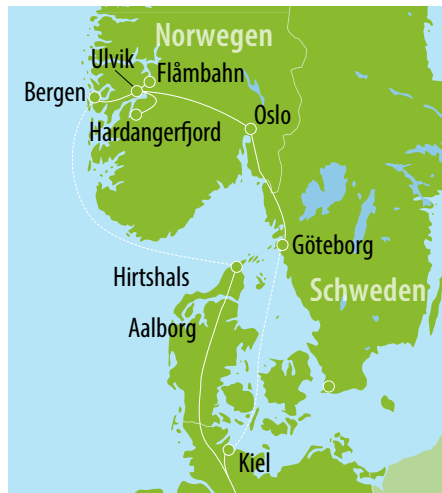 Norwegen
Ulvik
Flåmbahn
Bergen
Oslo
Hardangerfjord
Göteborg
Hirtshals
Schweden
Aalborg
Kiel